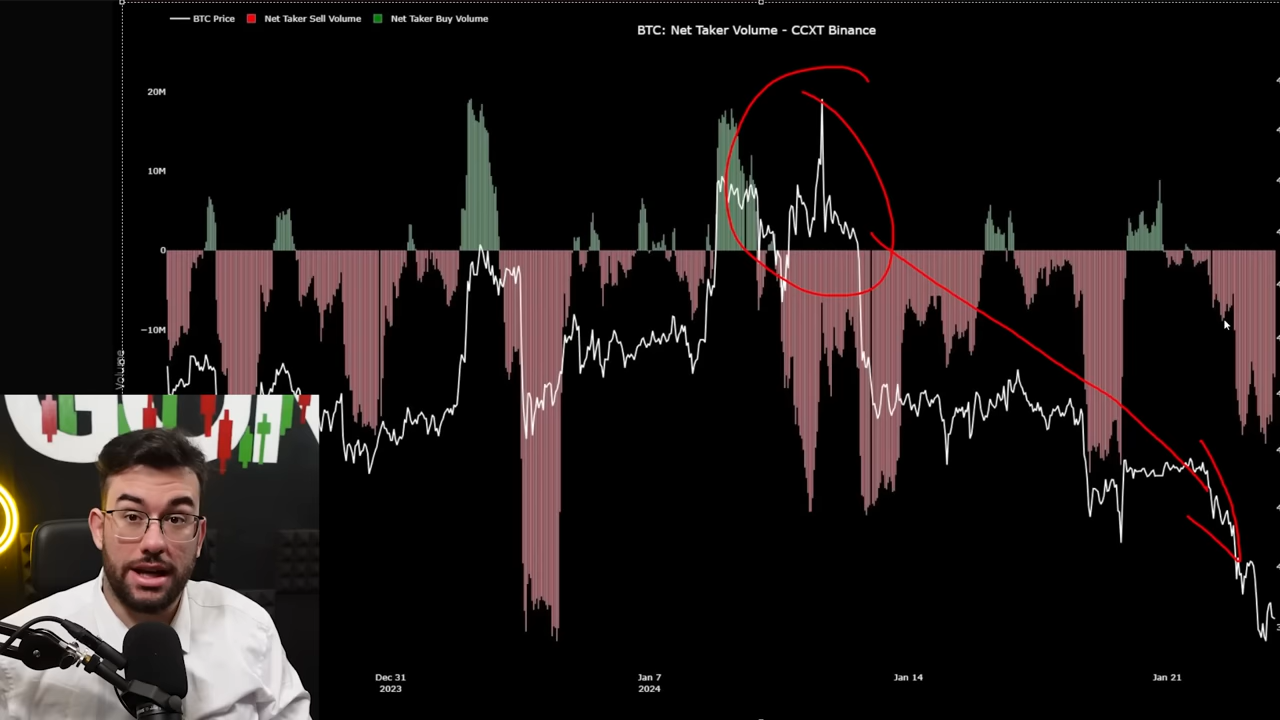 BTC Price Net Taker Sell Volume Net Taker Buy Volume
BTC: Net Taker Volume - CCXT Binance
20M
10M
0
−10M
Volume
Dec 31
2023
Jan 7
2024
Jan 14
Jan 21